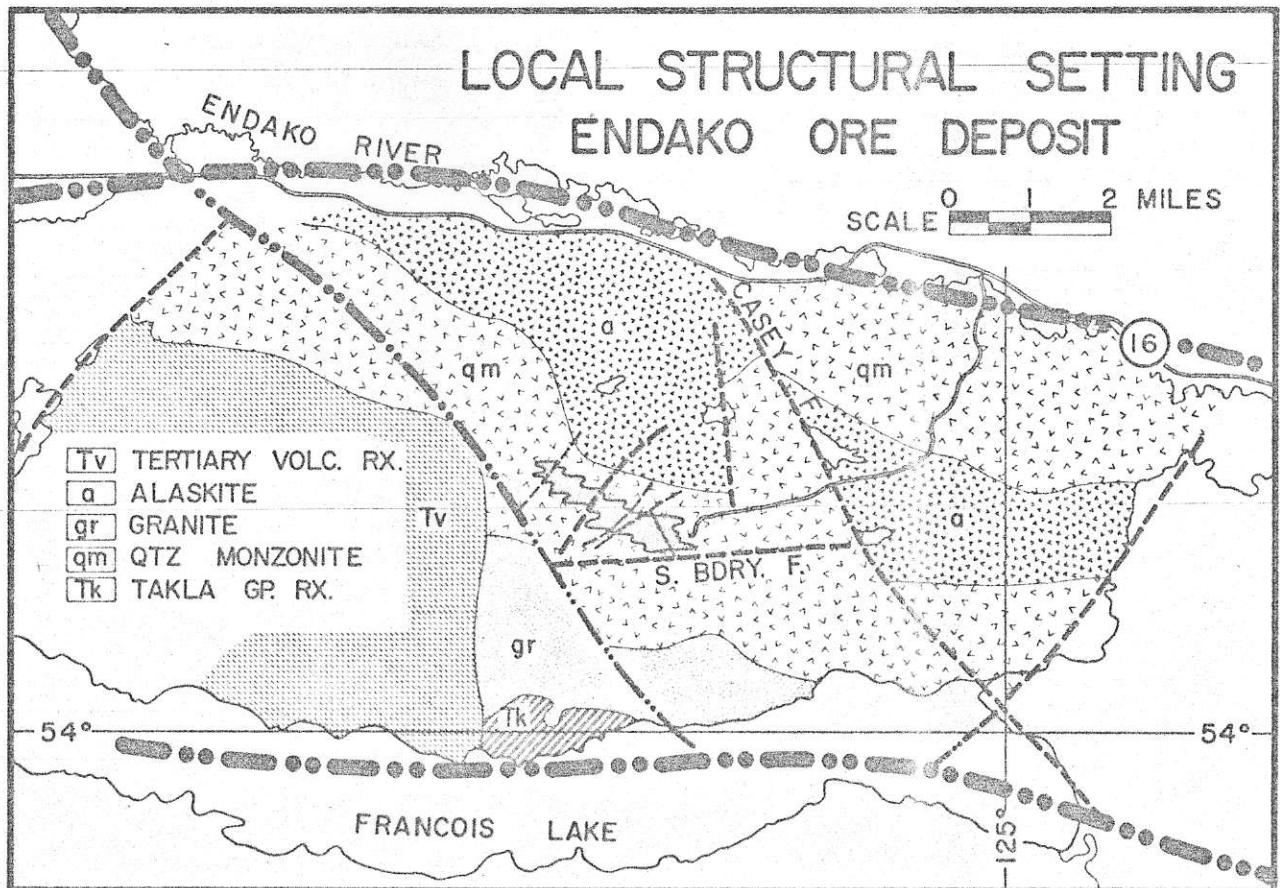 LOCAL STRUCTURAL SETTING
ENDAKO ORE DEPOSIT
ENDAKO RIVER
0 1 2 MILES
SCALE
CASEY F.
16
a
qm
qm
Tv TERTIARY VOLC. RX.
a ALASKITE
gr GRANITE
qm QTZ MONZONITE
Tk TAKLA GP. RX.
Tv
a
S. BDRY. F.
gr
Tk
54°
54°
125°
FRANCOIS LAKE